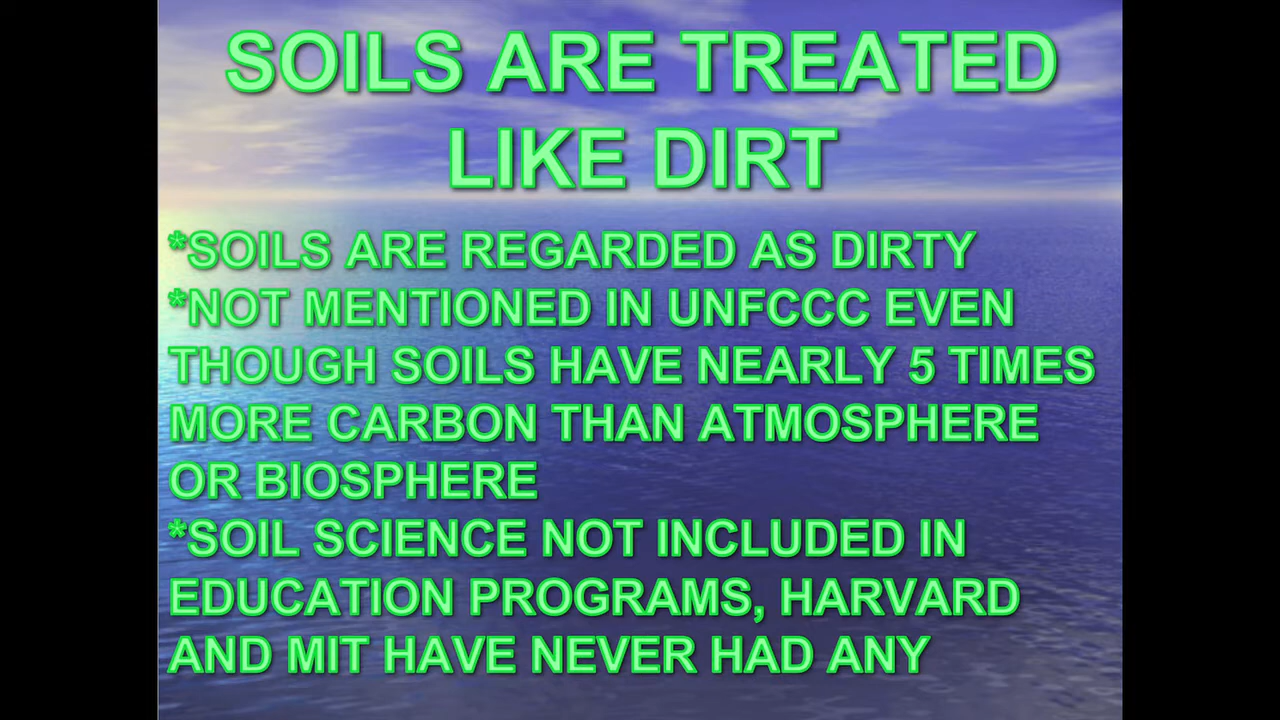 SOILS ARE TREATED
LIKE DIRT
*SOILS ARE REGARDED AS DIRTY
*NOT MENTIONED IN UNFCCC EVEN
THOUGH SOILS HAVE NEARLY 5 TIMES
MORE CARBON THAN ATMOSPHERE
OR BIOSPHERE
*SOIL SCIENCE NOT INCLUDED IN
EDUCATION PROGRAMS, HARVARD
AND MIT HAVE NEVER HAD ANY